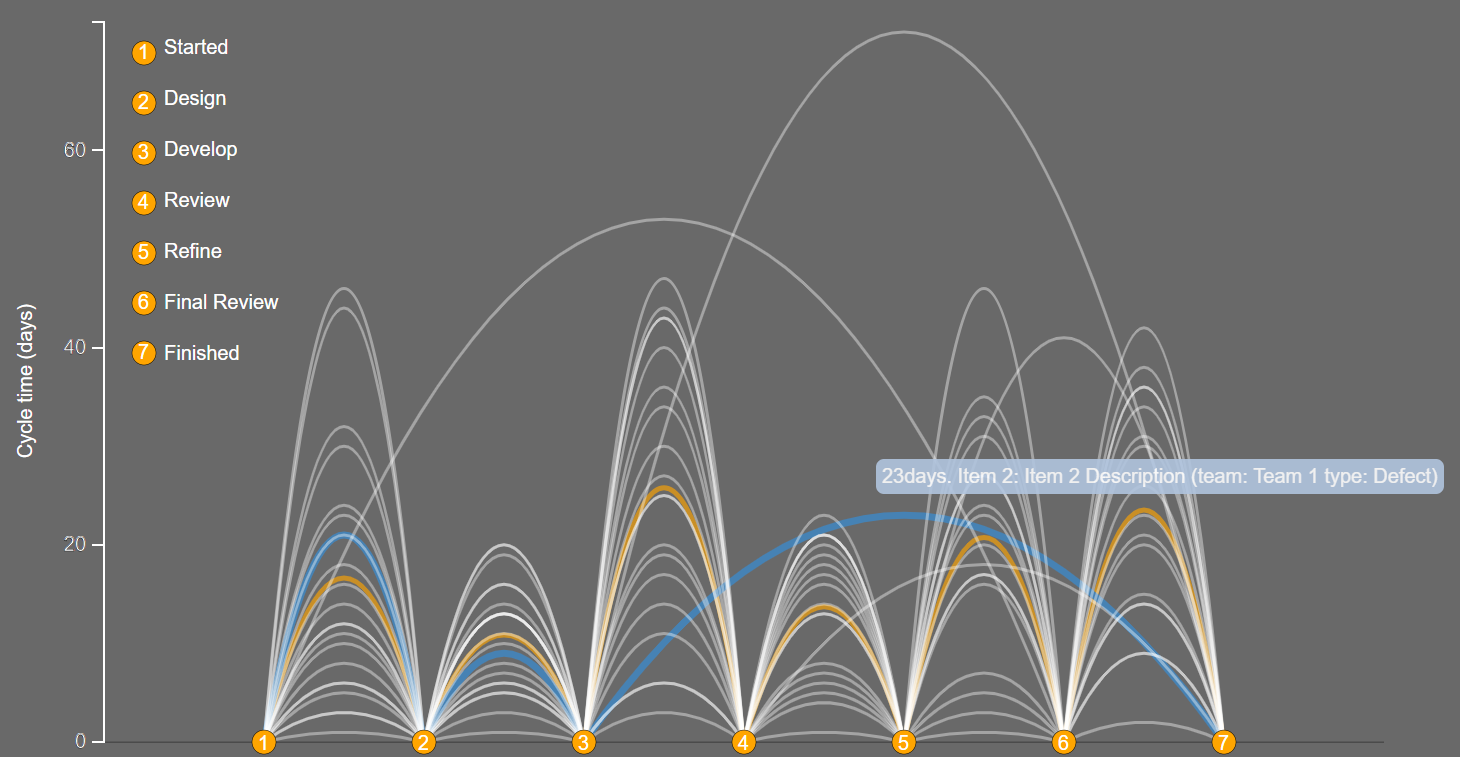 1 Started
2 Design
3 Develop
4 Review
5 Refine
6 Final Review
7 Finished
60
40
20
0
Cycle time (days)
23days. Item 2: Item 2 Description (team: Team 1 type: Defect)
1 2 3 4 5 6 7